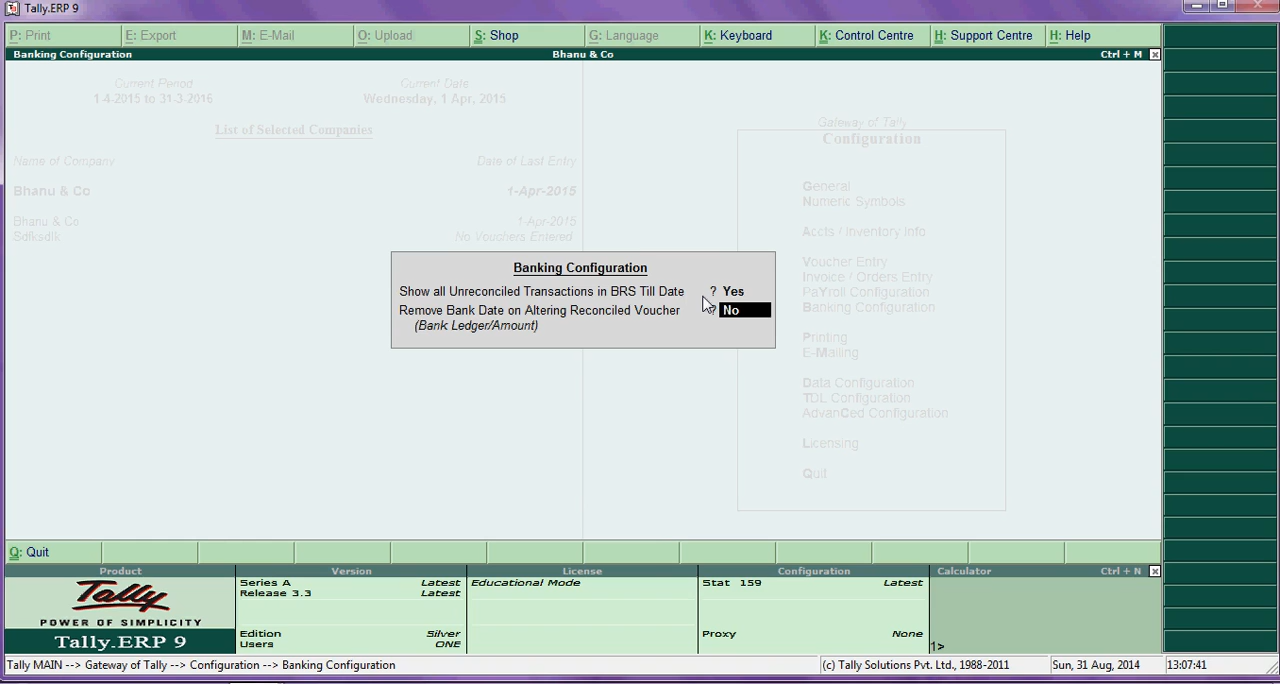 Tally.ERP 9
P: Print
E: Export
M: E-Mail
O: Upload
S: Shop
G: Language
K: Keyboard
K: Control Centre
H: Support Centre
H: Help
Banking Configuration
Bhanu & Co
Ctrl + M
Current Period
1-4-2015 to 31-3-2016
Current Date
Wednesday, 1 Apr, 2015
List of Selected Companies
Name of Company
Date of Last Entry
Bhanu & Co
1-Apr-2015
Bhanu & Co
1-Apr-2015
Sdlksdlk
No Vouchers Entered
Gateway of Tally
Configuration
General
Numeric Symbols
Accts / Inventory Info
Voucher Entry
Invoice / Orders Entry
PaYroll Configuration
Banking Configuration
Printing
E-Mailing
Data Configuration
TDL Configuration
AdvanCed Configuration
Licensing
Quit
Banking Configuration
Show all Unreconciled Transactions in BRS Till Date ? Yes
Remove Bank Date on Altering Reconciled Voucher ? No
(Bank Ledger/Amount)
Q: Quit
Product
Version
License
Configuration
Calculator
Ctrl + N
Tally
POWER OF SIMPLICITY
Tally.ERP 9
Series A Latest
Release 3.3 Latest
Edition Silver
Users ONE
Educational Mode
Stat 159 Latest
Proxy None
1>
Tally MAIN --> Gateway of Tally --> Configuration --> Banking Configuration
(c) Tally Solutions Pvt. Ltd., 1988-2011
Sun, 31 Aug, 2014
13:07:41